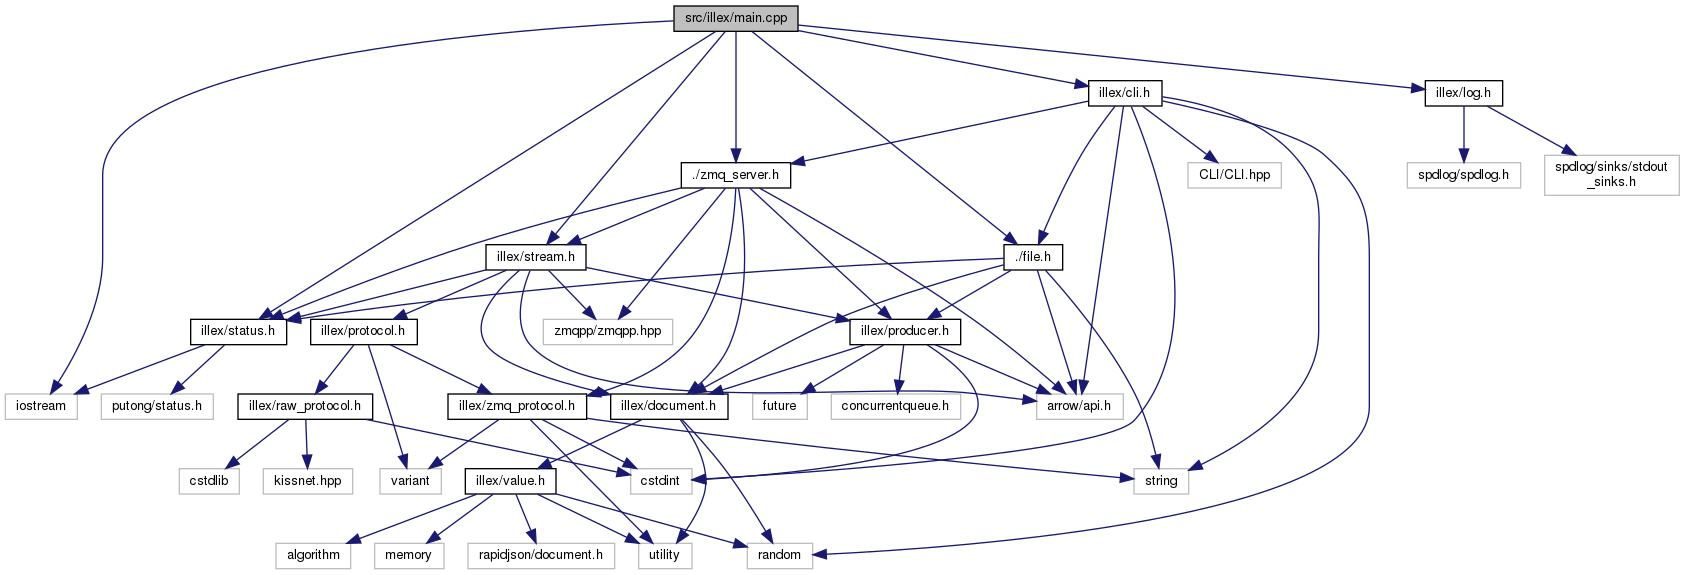 src/illex/main.cpp
illex/cli.h
illex/log.h
./zmq_server.h
CLI/CLI.hpp
spdlog/spdlog.h
spdlog/sinks/stdout
_sinks.h
illex/stream.h
./file.h
illex/status.h
illex/protocol.h
zmqpp/zmqpp.hpp
illex/producer.h
iostream
putong/status.h
illex/raw_protocol.h
illex/zmq_protocol.h
illex/document.h
future
concurrentqueue.h
arrow/api.h
cstdlib
kissnet.hpp
variant
illex/value.h
cstdint
string
algorithm
memory
rapidjson/document.h
utility
random